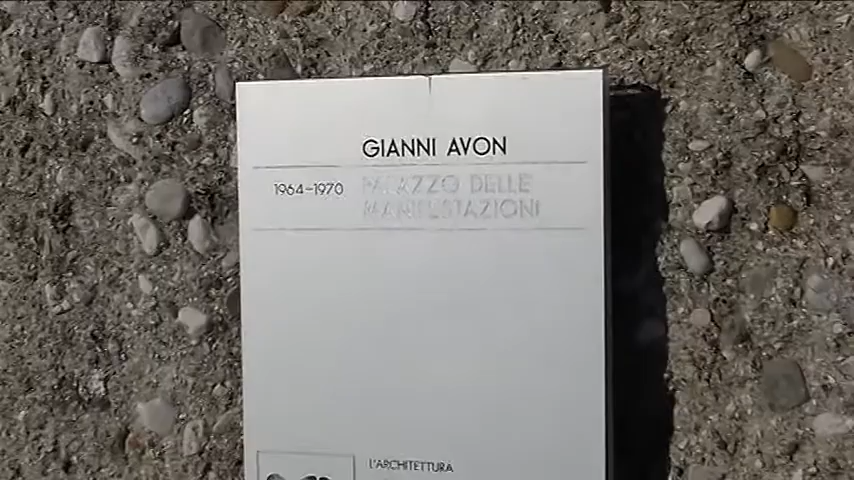 GIANNI AVON
1964-1970 PALAZZO DELLE
MANIFESTAZIONI
L'ARCHITETTURA